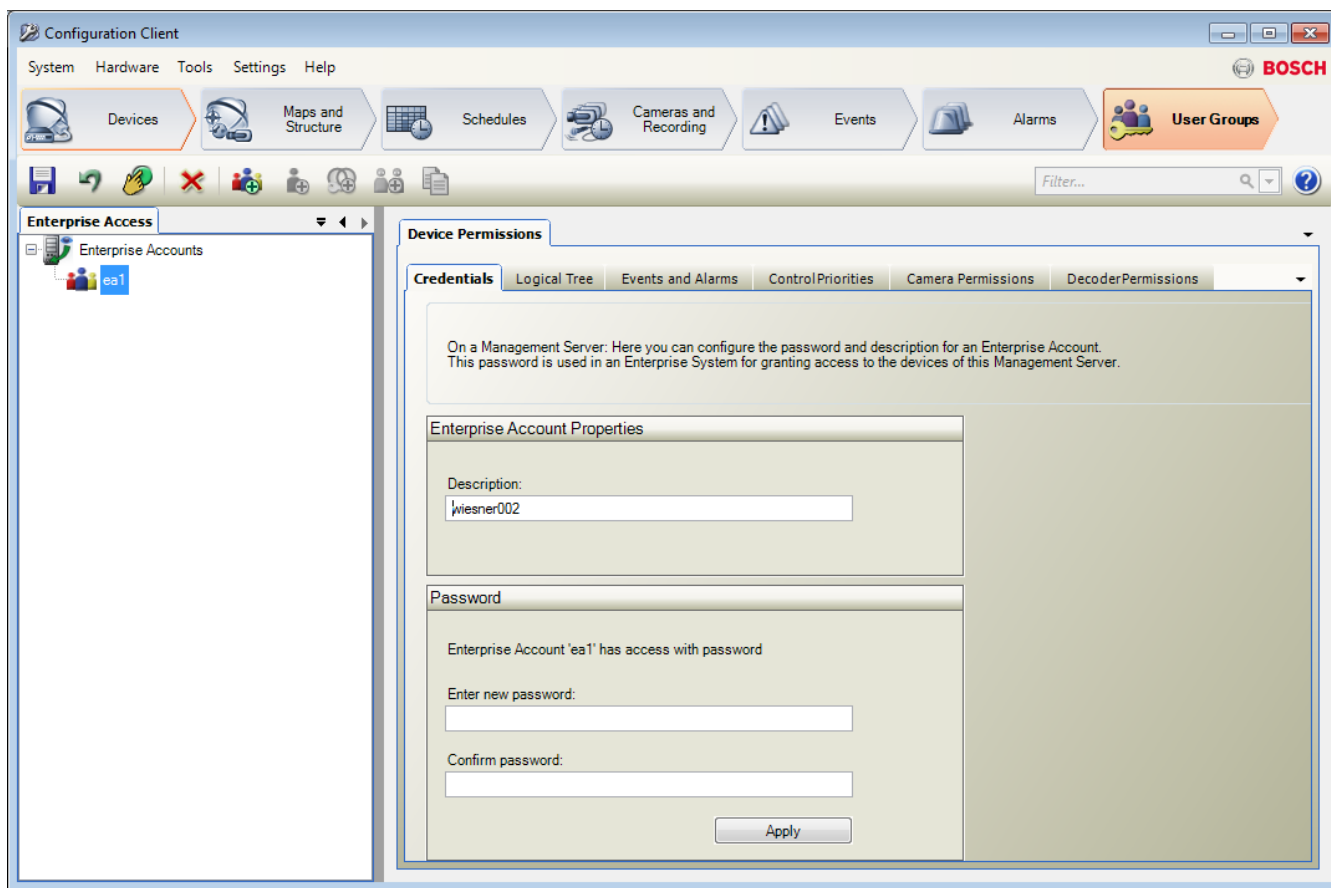 Configuration Client
System Hardware Tools Settings Help
BOSCH
Devices
Maps and
Structure
Schedules
Cameras and
Recording
Events
Alarms
User Groups
Filter...
Enterprise Access
Enterprise Accounts
ea1
Device Permissions
Credentials Logical Tree Events and Alarms ControlPriorities Camera Permissions DecoderPermissions
On a Management Server: Here you can configure the password and description for an Enterprise Account.
This password is used in an Enterprise System for granting access to the devices of this Management Server.
Enterprise Account Properties
Description:
wiesner002
Password
Enterprise Account 'ea1' has access with password
Enter new password:
Confirm password:
Apply